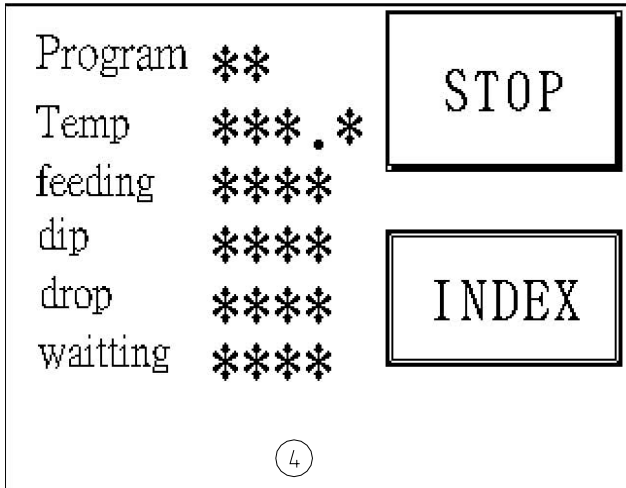 Program **
STOP
Temp ***.*
feeding ****
dip ****
drop ****
INDEX
waitting ****
4